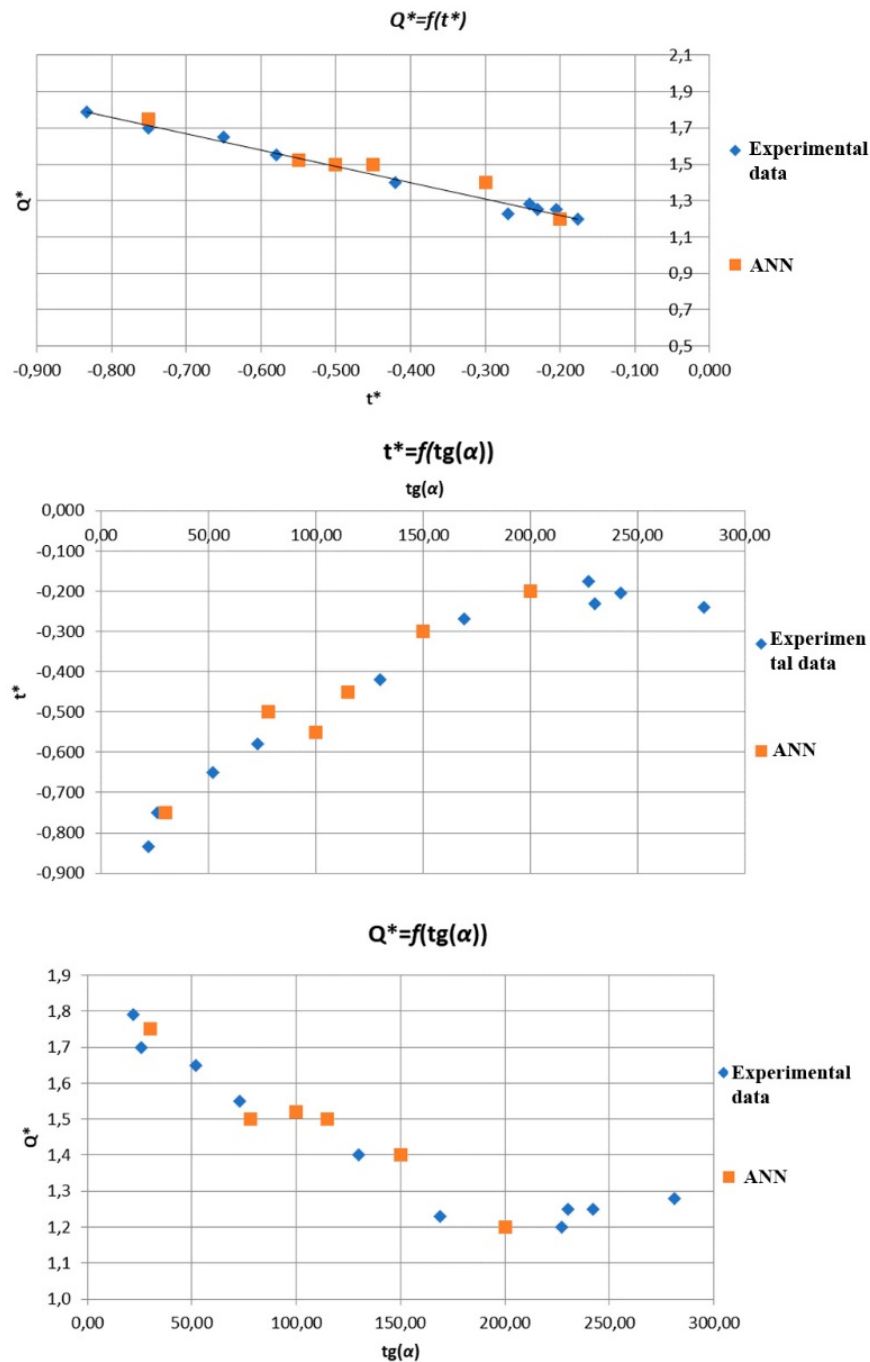 Q*=f(t*)
2,1
1,9
1,7
1,5
1,3
1,1
0,9
0,7
0,5
Q*
-0,900 -0,800 -0,700 -0,600 -0,500 -0,400 -0,300 -0,200 -0,100 0,000
t*
Experimental
data
ANN
t*=f(tg(α))
tg(α)
0,00 50,00 100,00 150,00 200,00 250,00 300,00
0,000
-0,100
-0,200
-0,300
-0,400
-0,500
-0,600
-0,700
-0,800
-0,900
t*
Experimen
tal data
ANN
Q*=f(tg(α))
1,9
1,8
1,7
1,6
1,5
1,4
1,3
1,2
1,1
1,0
Q*
0,00 50,00 100,00 150,00 200,00 250,00 300,00
tg(α)
Experimental
data
ANN